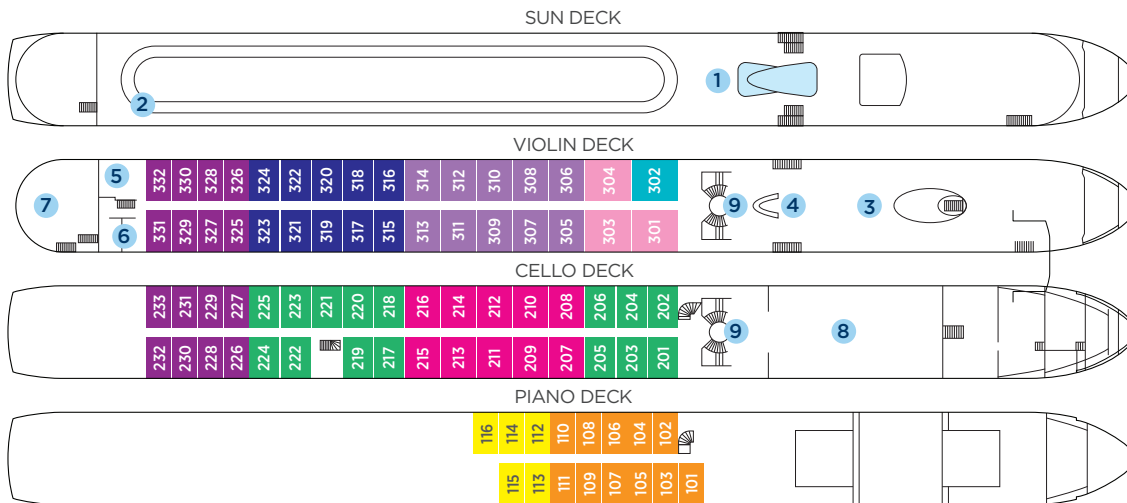 SUN DECK
1
2
VIOLIN DECK
5
332 330 328 326 324 322 320 318 316 314 312 310 308 306 304 302
7
9
4
3
6
331 329 327 325 323 321 319 317 315 313 311 309 307 305 303 301
CELLO DECK
233 231 229 227 225 223 221 220 218 216 214 212 210 208 206 204 202
9
8
232 230 228 226 224 222 219 217 215 213 211 209 207 205 203 201
PIANO DECK
116 114 112 110 108 106 104 102
115 113 111 109 107 105 103 101